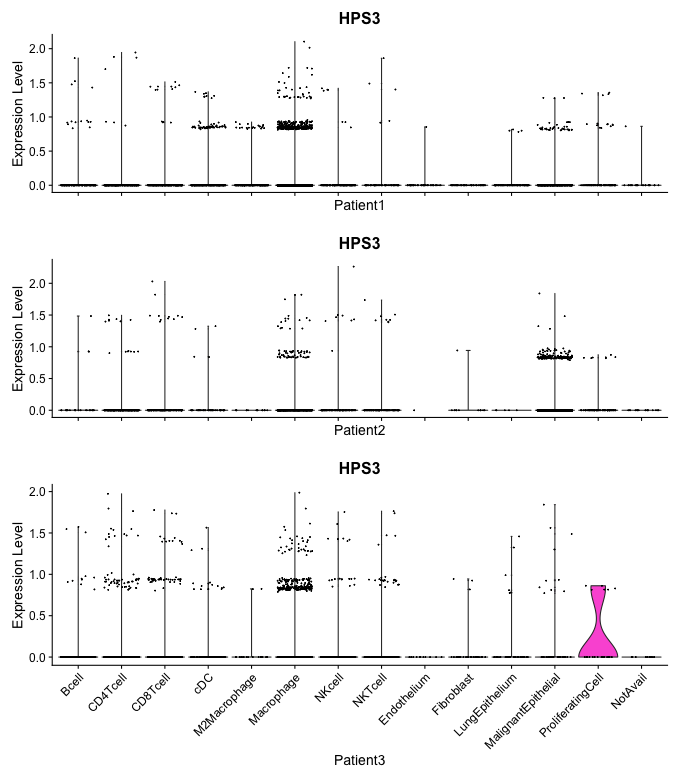 HPS3
Expression Level
2.0
1.5
1.0
0.5
0.0
Patient1
HPS3
Expression Level
2.0
1.5
1.0
0.5
0.0
Patient2
HPS3
Expression Level
2.0
1.5
1.0
0.5
0.0
Bcell
CD4Tcell
CD8Tcell
cDC
M2Macrophage
Macrophage
NKcell
NKTcell
Endothelium
Fibroblast
LungEpithelium
MalignantEpithelial
ProliferatingCell
NotAvail
Patient3